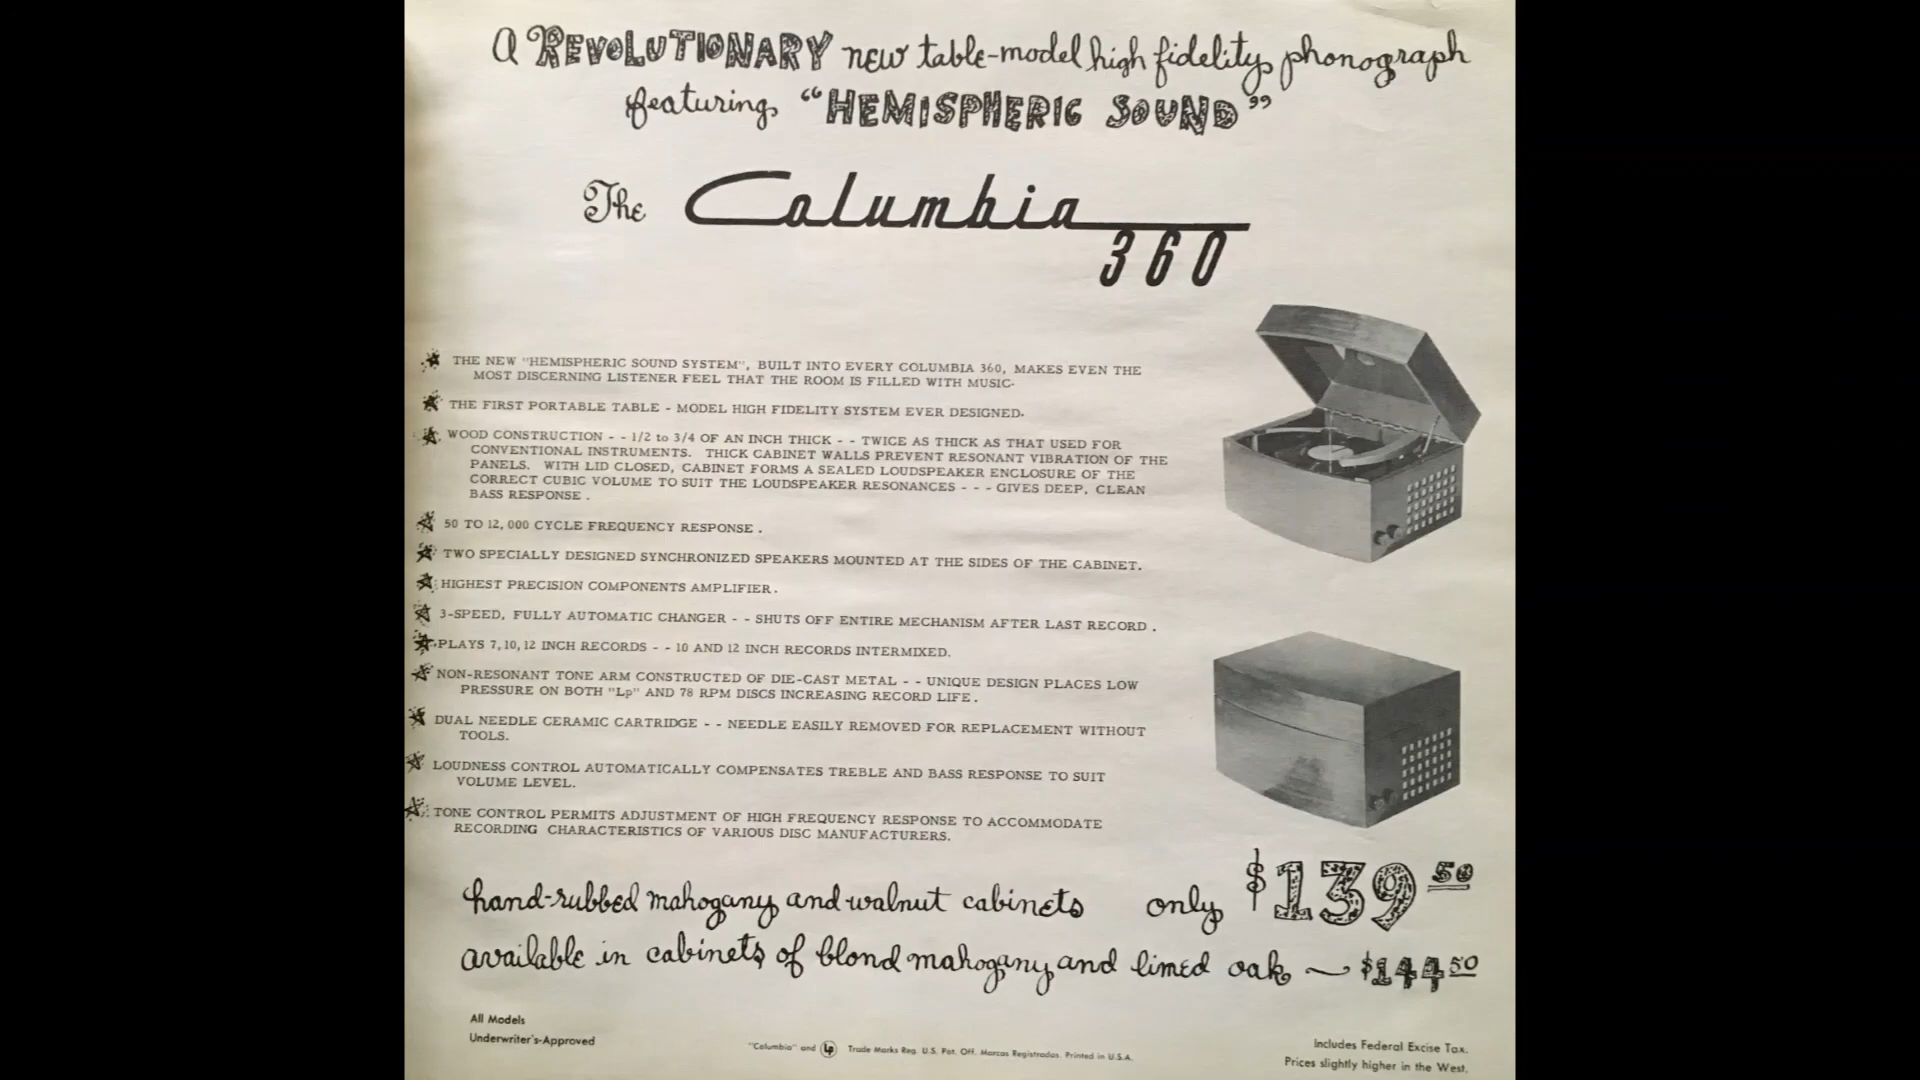 A REVOLUTIONARY new table-model high fidelity phonograph
featuring "HEMISPHERIC SOUND"
The Columbia
360
THE NEW "HEMISPHERIC SOUND SYSTEM", BUILT INTO EVERY COLUMBIA 360, MAKES EVEN THE
MOST DISCERNING LISTENER FEEL THAT THE ROOM IS FILLED WITH MUSIC.
THE FIRST PORTABLE TABLE - MODEL HIGH FIDELITY SYSTEM EVER DESIGNED.
WOOD CONSTRUCTION - - 1/2 to 3/4 OF AN INCH THICK - - TWICE AS THICK AS THAT USED FOR
CONVENTIONAL INSTRUMENTS. THICK CABINET WALLS PREVENT RESONANT VIBRATION OF THE
PANELS. WITH LID CLOSED, CABINET FORMS A SEALED LOUDSPEAKER ENCLOSURE OF THE
CORRECT CUBIC VOLUME TO SUIT THE LOUDSPEAKER RESONANCES - - - GIVES DEEP, CLEAN
BASS RESPONSE .
50 TO 12, 000 CYCLE FREQUENCY RESPONSE .
TWO SPECIALLY DESIGNED SYNCHRONIZED SPEAKERS MOUNTED AT THE SIDES OF THE CABINET.
HIGHEST PRECISION COMPONENTS AMPLIFIER.
3-SPEED, FULLY AUTOMATIC CHANGER - - SHUTS OFF ENTIRE MECHANISM AFTER LAST RECORD .
PLAYS 7, 10, 12 INCH RECORDS - - 10 AND 12 INCH RECORDS INTERMIXED.
NON-RESONANT TONE ARM CONSTRUCTED OF DIE-CAST METAL - - UNIQUE DESIGN PLACES LOW
PRESSURE ON BOTH "Lp" AND 78 RPM DISCS INCREASING RECORD LIFE .
DUAL NEEDLE CERAMIC CARTRIDGE - - NEEDLE EASILY REMOVED FOR REPLACEMENT WITHOUT
TOOLS.
LOUDNESS CONTROL AUTOMATICALLY COMPENSATES TREBLE AND BASS RESPONSE TO SUIT
VOLUME LEVEL.
TONE CONTROL PERMITS ADJUSTMENT OF HIGH FREQUENCY RESPONSE TO ACCOMMODATE
RECORDING CHARACTERISTICS OF VARIOUS DISC MANUFACTURERS.
hand-rubbed mahogany and walnut cabinets only $139 50
available in cabinets of blond mahogany and limed oak — $144 50
All Models
Underwriter's-Approved
"Columbia" and LP Trade Marks Reg. U.S. Pat. Off. Marcas Registradas. Printed in U.S.A.
Includes Federal Excise Tax.
Prices slightly higher in the West.